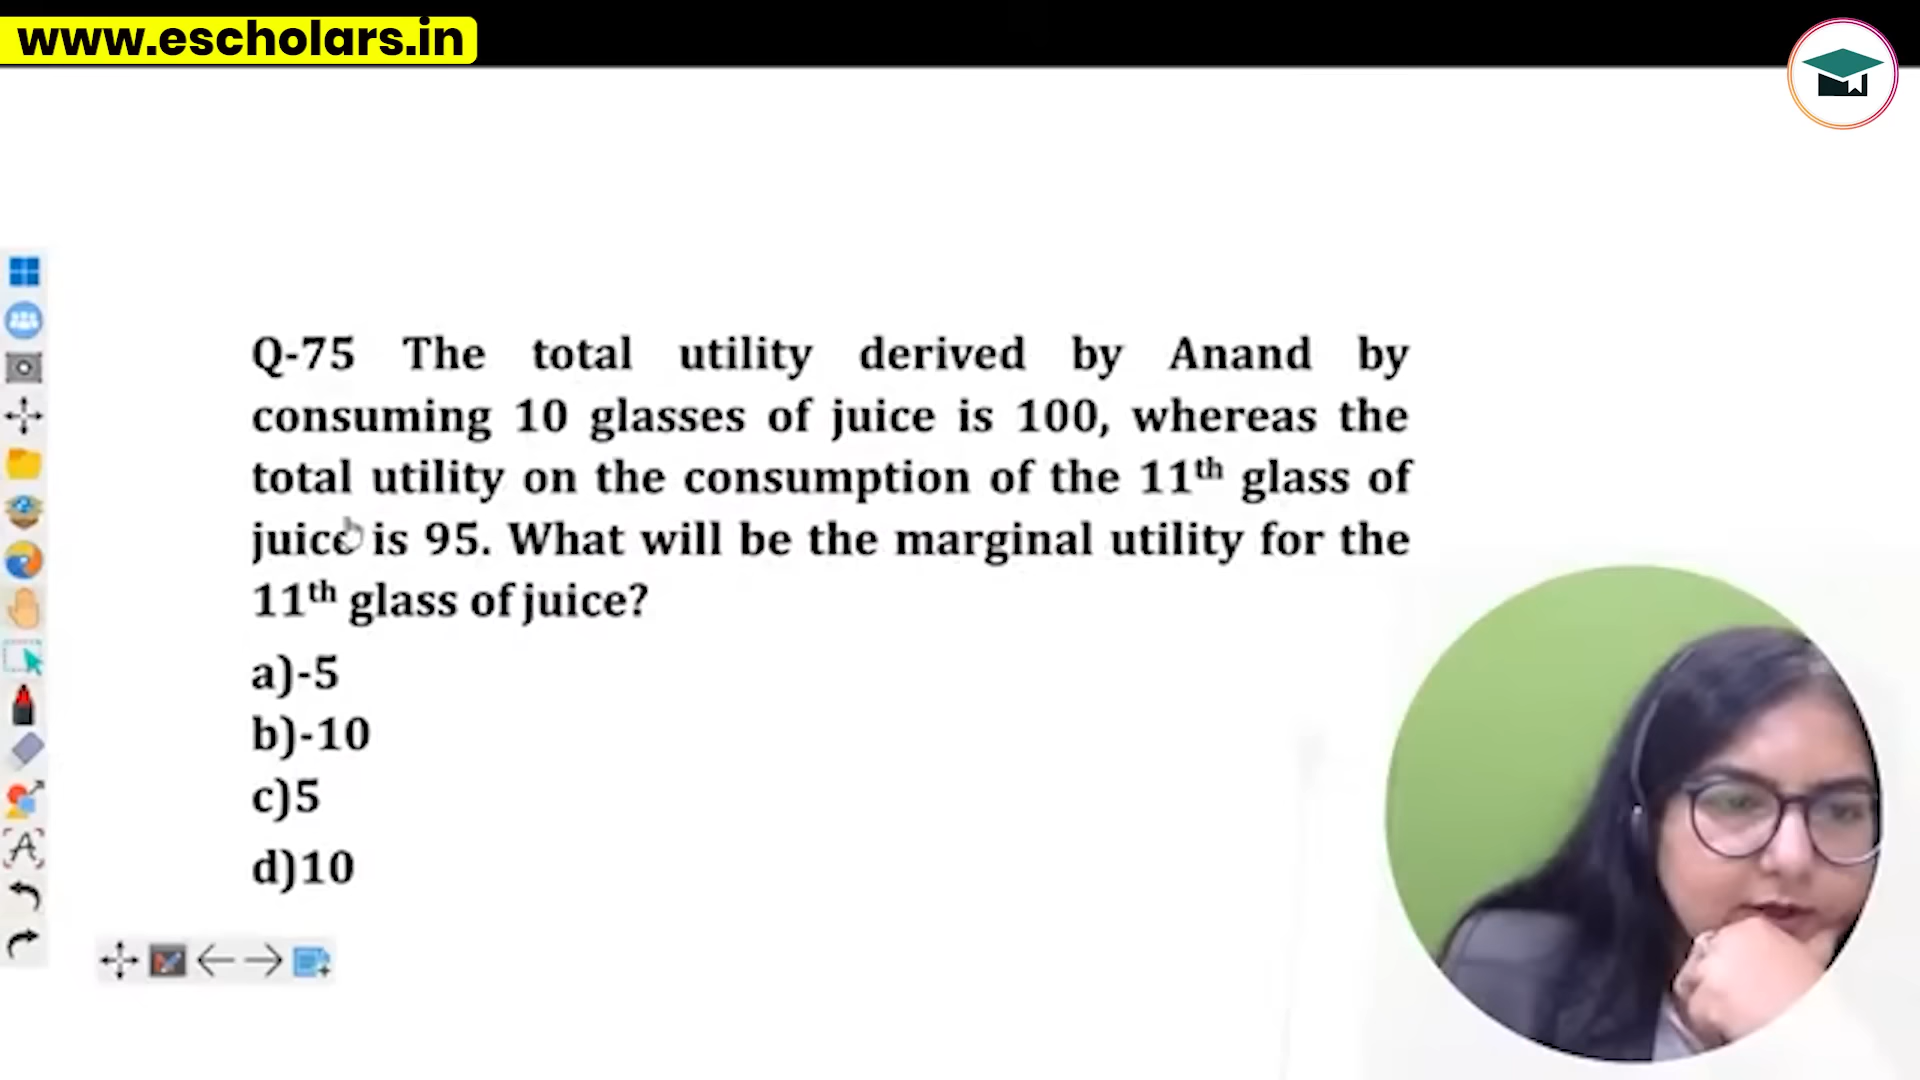 www.escholars.in
Q-75 The total utility derived by Anand by
consuming 10 glasses of juice is 100, whereas the
total utility on the consumption of the 11th glass of
juice is 95. What will be the marginal utility for the
11th glass of juice?
a)-5
b)-10
c)5
d)10